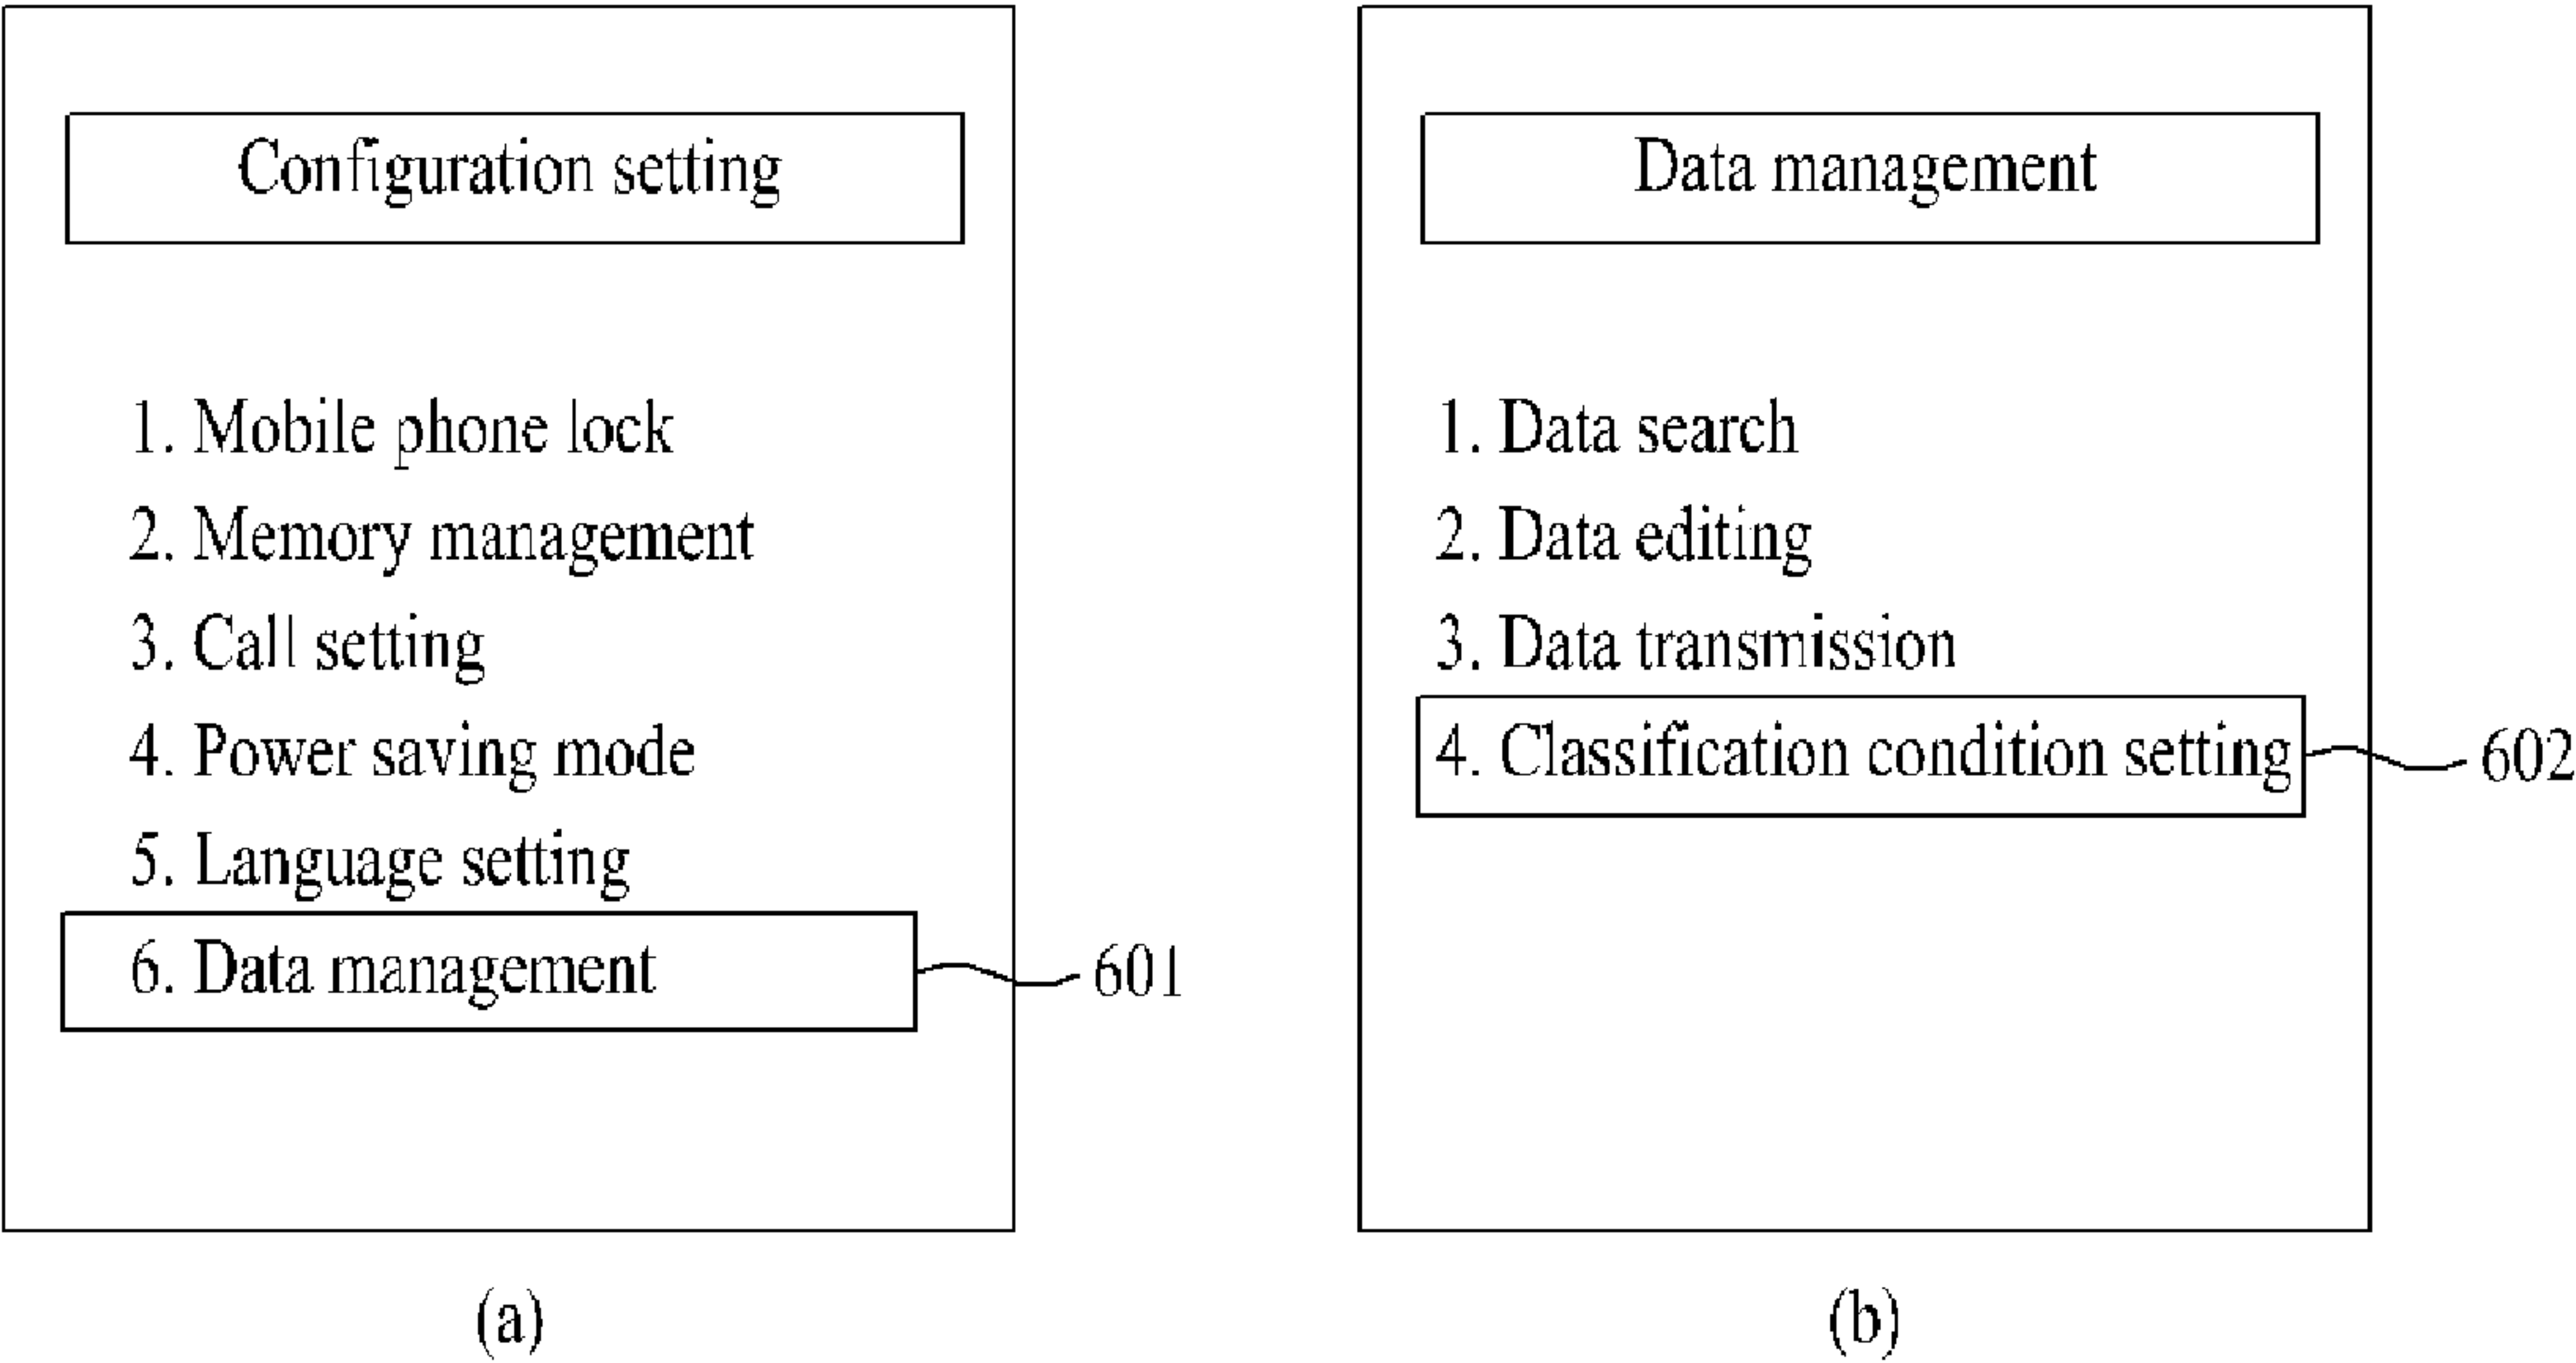 Configuration setting
1. Mobile phone lock
2. Memory management
3. Call setting
4. Power saving mode
5. Language setting
6. Data management
601
(a)
Data management
1. Data search
2. Data editing
3. Data transmission
4. Classification condition setting
602
(b)